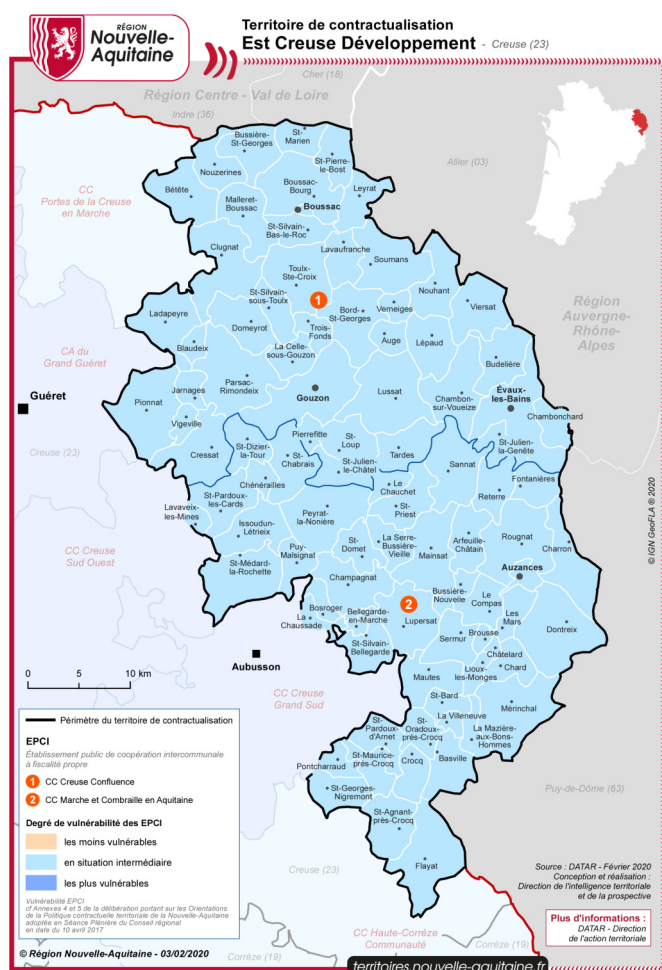 RÉGION
Nouvelle-
Aquitaine
Territoire de contractualisation
Est Creuse Développement - Creuse (23)
Cher (18)
Région Centre - Val de Loire
Indre (36)
Allier (03)
CC
Portes de la Creuse
en Marche
Bussière-
St-Georges
St-
Marien
Nouzerines
St-Pierre-
le-Bost
Bétête
Boussac-
Bourg
Leyrat
Malleret-
Boussac
Boussac
St-Silvain-
Bas-le-Roc
Clugnat
Lavaufranche
Soumans
Toulx-
Ste-Croix
Nouhant
1
St-Silvain-
sous-Toulx
Bord-
St-Georges
Verneiges
Viersat
Région
Auvergne-
Rhône-
Alpes
Ladapeyre
Domeyrot
Trois-
Fonds
Auge
Lépaud
Blaudeix
La Celle-
sous-Gouzon
Budelière
CA du
Grand Guéret
Parsac-
Rimondeix
Évaux-
les-Bains
Guéret
Jarnages
Gouzon
Lussat
Chambon-
sur-Voueize
Pionnat
Chambonchard
Vigeville
Creuse (23)
Cressat
St-Dizier-
la-Tour
Pierrefitte
St-
Loup
St-Julien-
la-Genête
St-
Chabrais
St-Julien-
le-Châtel
Tardes
Sannat
Fontanières
Chénérailles
Le
Chauchet
Reterre
St-Pardoux-
les-Cards
Lavaveix-
les-Mines
Peyrat-
la-Nonière
St-
Priest
Issoudun-
Létrieix
CC Creuse
Sud Ouest
St-
Domet
La Serre-
Bussière-
Vieille
Mainsat
Arfeuille-
Châtain
Rougnat
Charron
Puy-
Malsignat
St-Médard-
la-Rochette
Auzances
Champagnat
Bussière-
Nouvelle
2
Le
Compas
Bosroger
Bellegarde-
en-Marche
Les
Mars
La
Chaussade
Lupersat
Dontreix
Sermur
Brousse
St-Silvain-
Bellegarde
Châtelard
Aubusson
Lioux-
les-Monges
Chard
Mautes
0 5 10 km
CC Creuse
Grand Sud
St-Bard
Mérinchal
La Villeneuve
St-
Pardoux-
d'Arnet
St-
Oradoux-
près-Crocq
La Mazière-
aux-Bons-
Hommes
St-Maurice-
près-Crocq
Crocq
Basville
Pontcharraud
St-Georges-
Nigremont
Puy-de-Dôme (63)
St-Agnant-
près-Crocq
Flayat
Creuse (23)
CC Haute-Corrèze
Communauté
Corrèze (19)
Corrèze (19)
Périmètre du territoire de contractualisation
EPCI
Établissement public de coopération intercommunale
à fiscalité propre
1 CC Creuse Confluence
2 CC Marche et Combraille en Aquitaine
Degré de vulnérabilité des EPCI
les moins vulnérables
en situation intermédiaire
les plus vulnérables
Vulnérabilité EPCI
cf Annexes 4 et 5 de la délibération portant sur les Orientations
de la Politique contractuelle territoriale de la Nouvelle-Aquitaine
adoptée en Séance Plénière du Conseil régional
en date du 10 avril 2017
© Région Nouvelle-Aquitaine - 03/02/2020
© IGN GeoFLA ® 2020
Source : DATAR - Février 2020
Conception et réalisation :
Direction de l'intelligence territoriale
et de la prospective
Plus d'informations :
DATAR - Direction
de l'action territoriale
territoires.nouvelle-aquitaine.fr